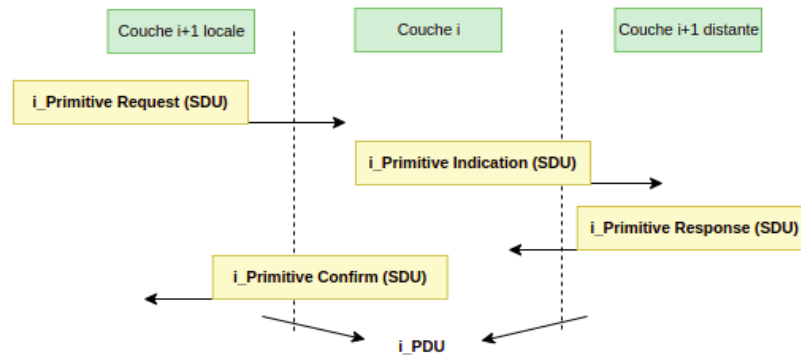 Couche i+1 locale
Couche i
Couche i+1 distante
i_Primitive Request (SDU)
i_Primitive Indication (SDU)
i_Primitive Response (SDU)
i_Primitive Confirm (SDU)
i_PDU